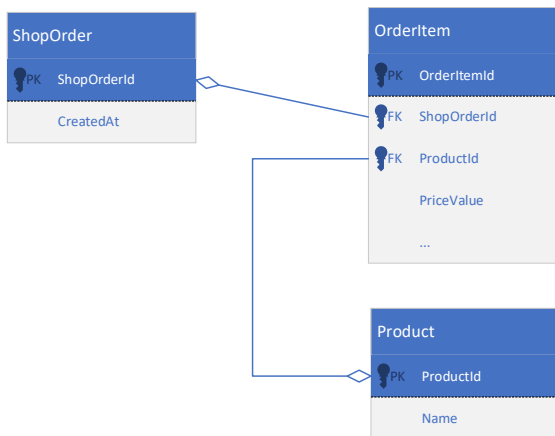 ShopOrder
PK ShopOrderId
CreatedAt
OrderItem
PK OrderItemId
FK ShopOrderId
FK ProductId
PriceValue
...
Product
PK ProductId
Name